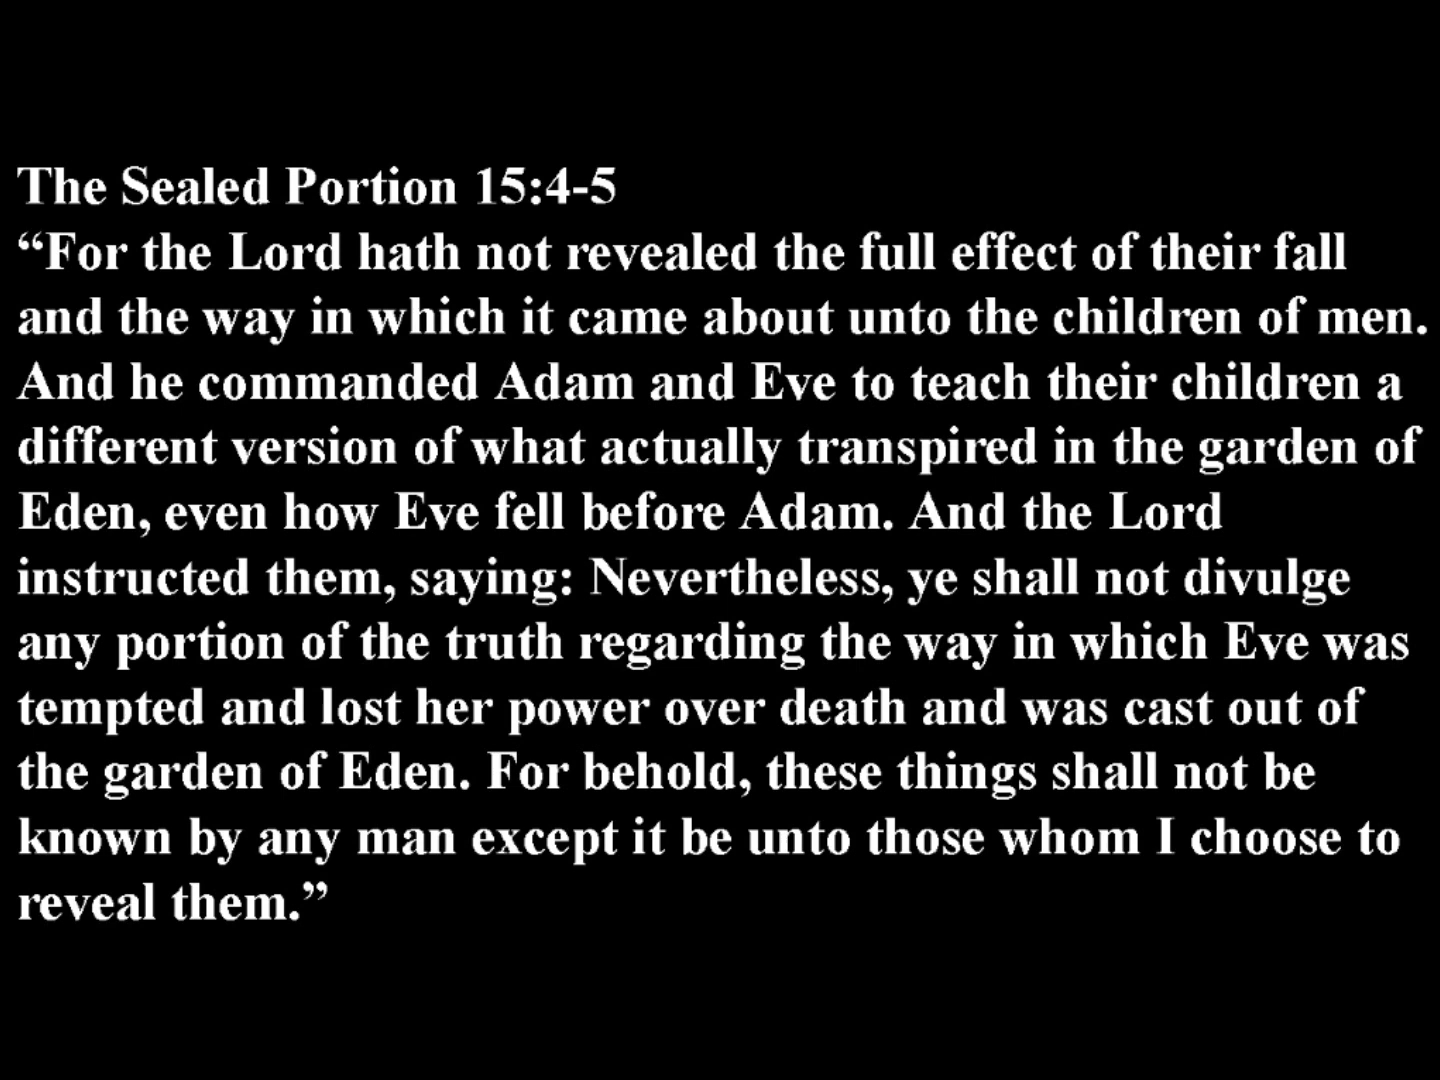 The Sealed Portion 15:4-5
“For the Lord hath not revealed the full effect of their fall
and the way in which it came about unto the children of men.
And he commanded Adam and Eve to teach their children a
different version of what actually transpired in the garden of
Eden, even how Eve fell before Adam. And the Lord
instructed them, saying: Nevertheless, ye shall not divulge
any portion of the truth regarding the way in which Eve was
tempted and lost her power over death and was cast out of
the garden of Eden. For behold, these things shall not be
known by any man except it be unto those whom I choose to
reveal them.”